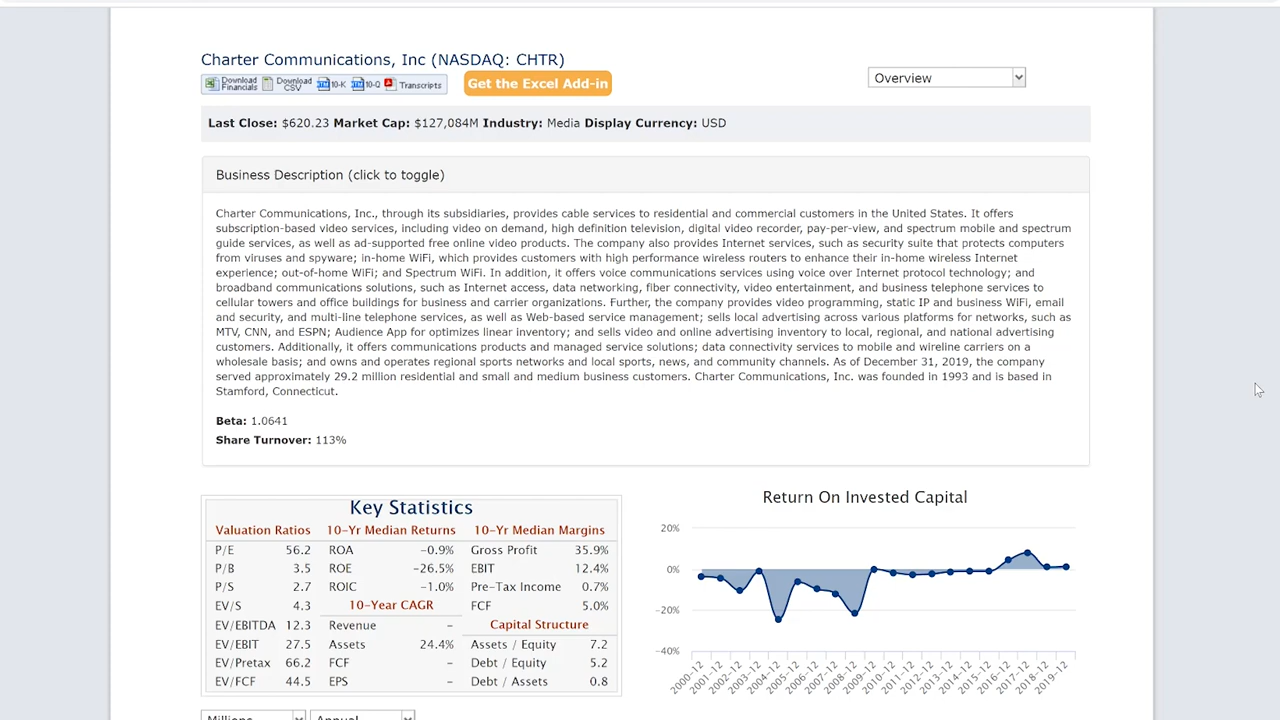 Charter Communications, Inc (NASDAQ: CHTR)
Download Financials Download CSV 10-K 10-Q Transcripts
Get the Excel Add-in
Overview
Last Close: $620.23 Market Cap: $127,084M Industry: Media Display Currency: USD
Business Description (click to toggle)
Charter Communications, Inc., through its subsidiaries, provides cable services to residential and commercial customers in the United States. It offers
subscription-based video services, including video on demand, high definition television, digital video recorder, pay-per-view, and spectrum mobile and spectrum
guide services, as well as ad-supported free online video products. The company also provides Internet services, such as security suite that protects computers
from viruses and spyware; in-home WiFi, which provides customers with high performance wireless routers to enhance their in-home wireless Internet
experience; out-of-home WiFi; and Spectrum WiFi. In addition, it offers voice communications services using voice over Internet protocol technology; and
broadband communications solutions, such as Internet access, data networking, fiber connectivity, video entertainment, and business telephone services to
cellular towers and office buildings for business and carrier organizations. Further, the company provides video programming, static IP and business WiFi, email
and security, and multi-line telephone services, as well as Web-based service management; sells local advertising across various platforms for networks, such as
MTV, CNN, and ESPN; Audience App for optimizes linear inventory; and sells video and online advertising inventory to local, regional, and national advertising
customers. Additionally, it offers communications products and managed service solutions; data connectivity services to mobile and wireline carriers on a
wholesale basis; and owns and operates regional sports networks and local sports, news, and community channels. As of December 31, 2019, the company
served approximately 29.2 million residential and small and medium business customers. Charter Communications, Inc. was founded in 1993 and is based in
Stamford, Connecticut.
Beta: 1.0641
Share Turnover: 113%
Key Statistics
Valuation Ratios 10-Yr Median Returns 10-Yr Median Margins
P/E 56.2 ROA -0.9% Gross Profit 35.9%
P/B 3.5 ROE -26.5% EBIT 12.4%
P/S 2.7 ROIC -1.0% Pre-Tax Income 0.7%
EV/S 4.3 10-Year CAGR FCF 5.0%
EV/EBITDA 12.3 Revenue - Capital Structure
EV/EBIT 27.5 Assets 24.4% Assets / Equity 7.2
EV/Pretax 66.2 FCF - Debt / Equity 5.2
EV/FCF 44.5 EPS - Debt / Assets 0.8
Return On Invested Capital
20%
0%
-20%
-40%
2000-12 2001-12 2002-12 2003-12 2004-12 2005-12 2006-12 2007-12 2008-12 2009-12 2010-12 2011-12 2012-12 2013-12 2014-12 2015-12 2016-12 2017-12 2018-12 2019-12
Millions Annual